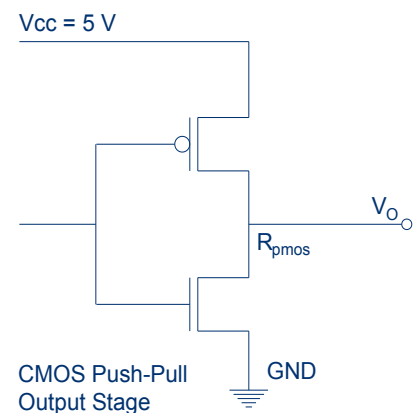 Vcc = 5 V
VO
Rpmos
CMOS Push-Pull
Output Stage
GND